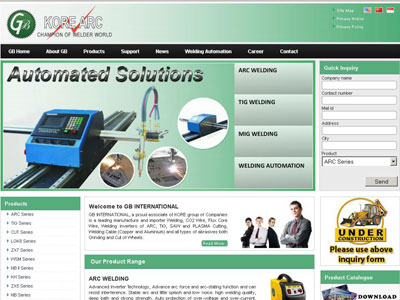 GB
KORE ARC
CHAMPION OF WELDER WORLD
Site Map
Privacy Notice
Privacy Policy
GB Home
About GB
Products
Support
News
Welding Automation
Career
Contact
Automated Solutions
ARC WELDING
TIG WELDING
MIG WELDING
WELDING AUTOMATION
Quick Inquiry
Company name
Contact number
Mail id
Address
City
Product
ARC Series
Send
Products
ARC Series
TIG Series
CUT Series
LGK8 Series
ZX7 Series
WSM Series
NB Series
KH Series
ZXE Series
NBC Series
HKS Series
Welcome to GB INTERNATIONAL
GB INTERNATIONAL, a proud associate of KORE group of Companies
is a leading manufacture and importer Welding, CO2 Wire, Flux Core
Wire, Welding inverters of ARC, TIG, SAW and PLASMA Cutting,
Welding Cable (Copper and Aluminium) and all types of abrasives both
Grinding and Cut of Wheels.
Read More
Our Product Range
ARC WELDING
Advanced Inverter Technology, Advance arc force and arc-stating function and can
resist interference. Stable arc and little splash and low noise. high welding quality,
deep bath and strong strength. Auto protection of over-voltage and over-current.
UNDER
CONSTRUCTION
Please use above
inquiry form
Product Catalogue
DOWNLOAD